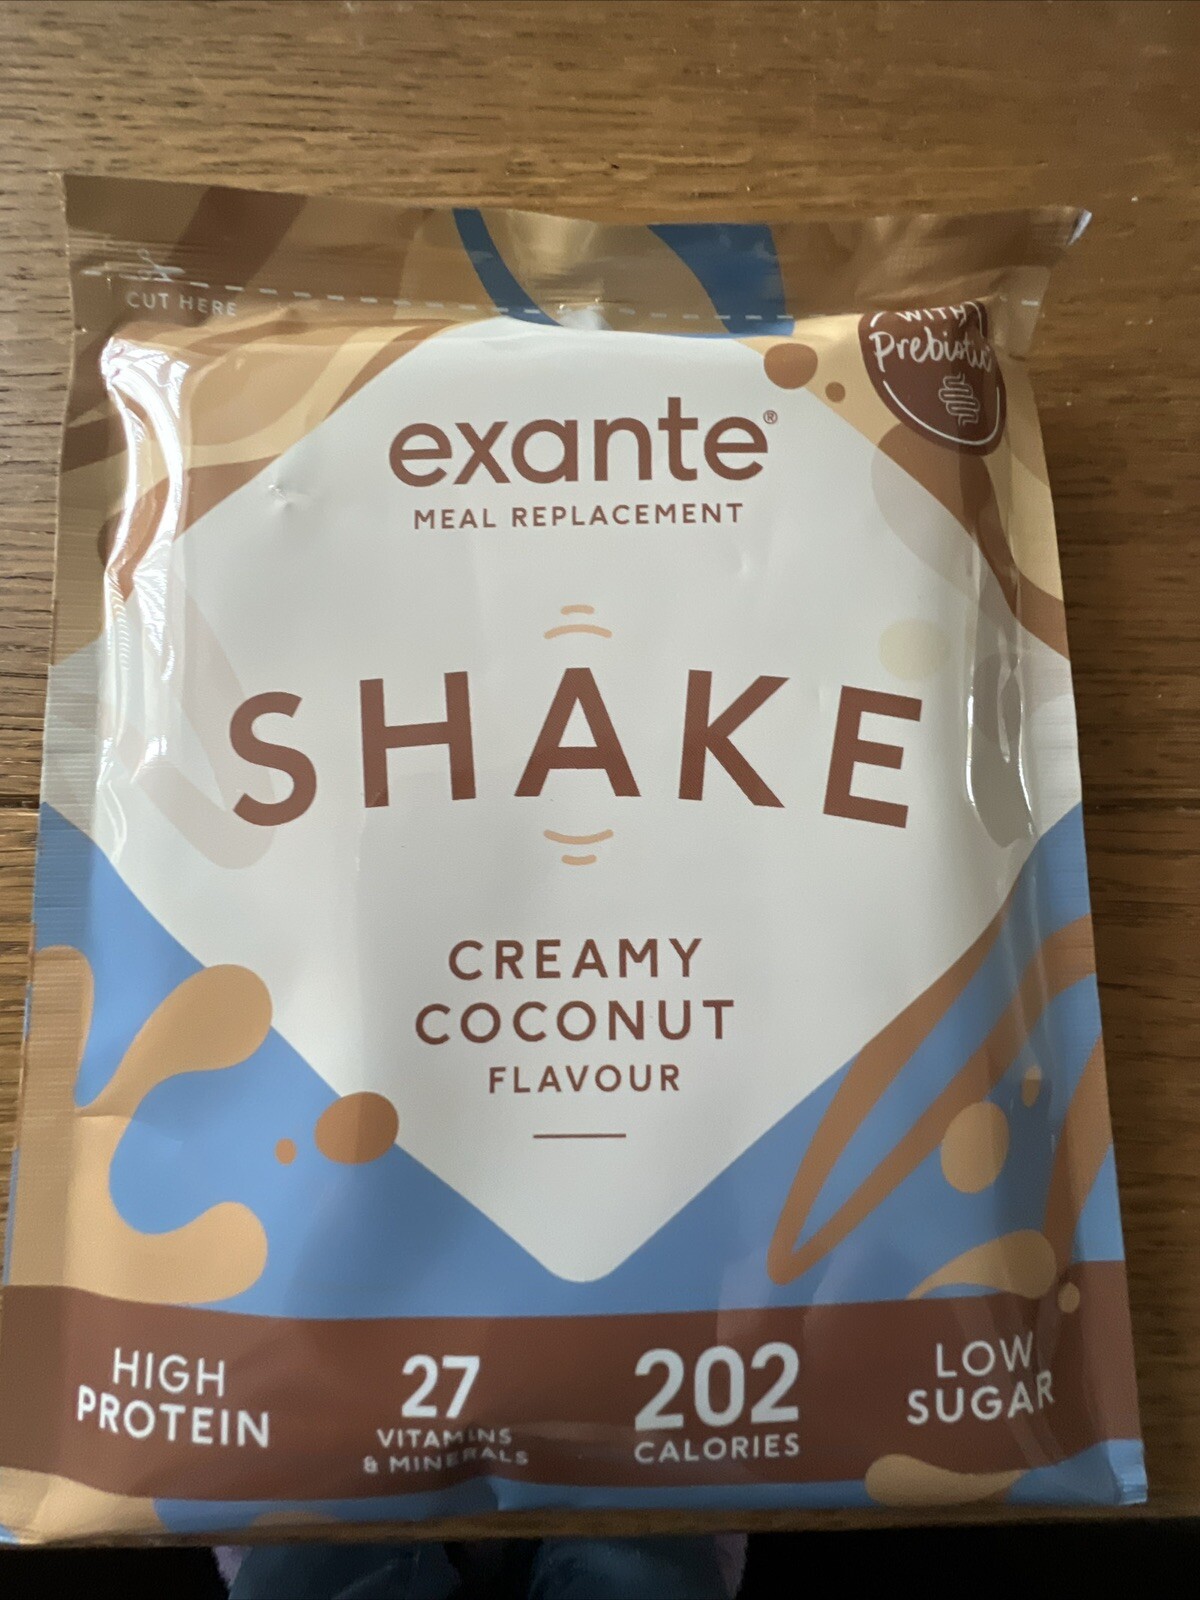 CUT HERE
WITH
Prebiotic
exante®
MEAL REPLACEMENT
SHAKE
CREAMY
COCONUT
FLAVOUR
HIGH
PROTEIN
27
VITAMINS
& MINERALS
202
CALORIES
LOW
SUGAR